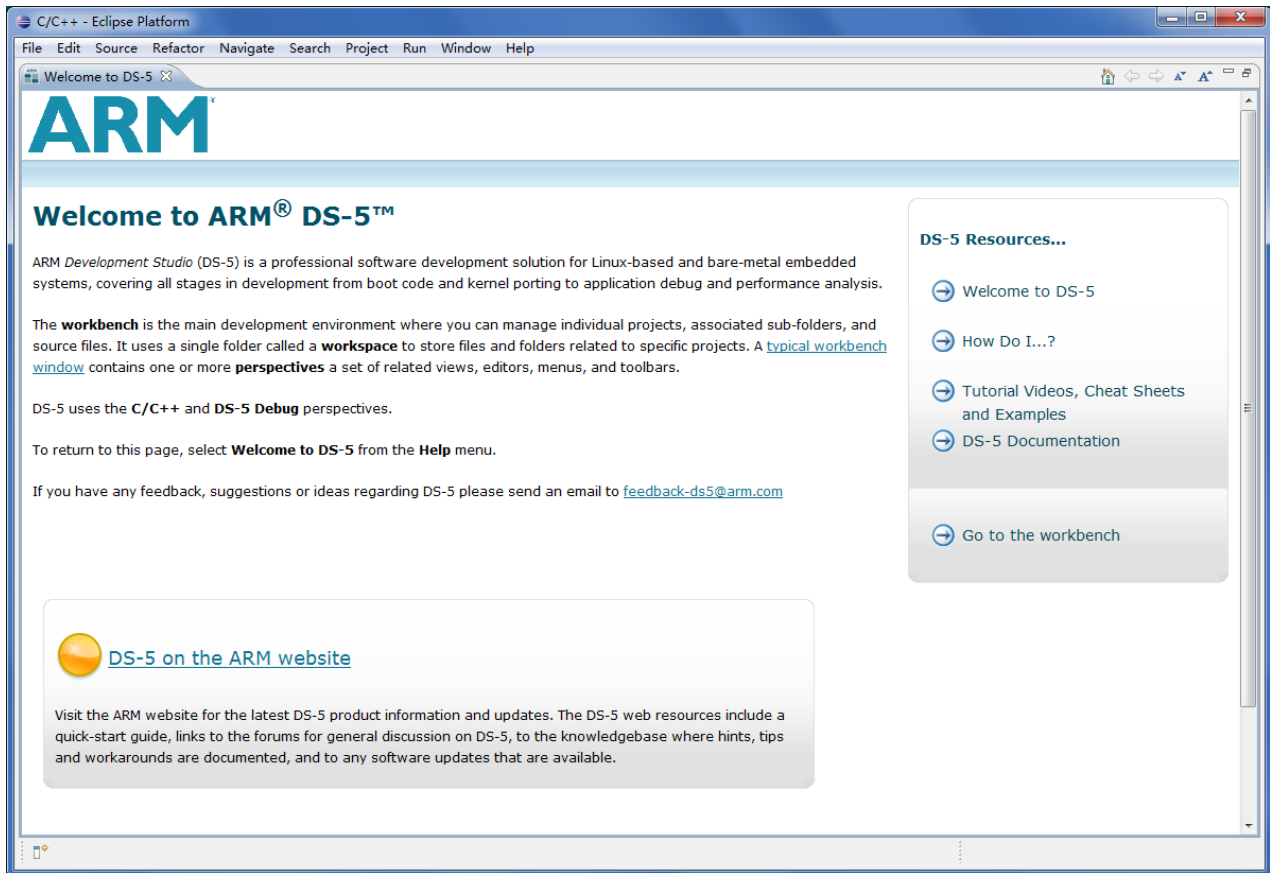 C/C++ - Eclipse Platform
File Edit Source Refactor Navigate Search Project Run Window Help
Welcome to DS-5
ARM
Welcome to ARM® DS-5™
ARM Development Studio (DS-5) is a professional software development solution for Linux-based and bare-metal embedded
systems, covering all stages in development from boot code and kernel porting to application debug and performance analysis.
The workbench is the main development environment where you can manage individual projects, associated sub-folders, and
source files. It uses a single folder called a workspace to store files and folders related to specific projects. A typical workbench
window contains one or more perspectives a set of related views, editors, menus, and toolbars.
DS-5 uses the C/C++ and DS-5 Debug perspectives.
To return to this page, select Welcome to DS-5 from the Help menu.
If you have any feedback, suggestions or ideas regarding DS-5 please send an email to feedback-ds5@arm.com
DS-5 Resources...
Welcome to DS-5
How Do I...?
Tutorial Videos, Cheat Sheets
and Examples
DS-5 Documentation
Go to the workbench
DS-5 on the ARM website
Visit the ARM website for the latest DS-5 product information and updates. The DS-5 web resources include a
quick-start guide, links to the forums for general discussion on DS-5, to the knowledgebase where hints, tips
and workarounds are documented, and to any software updates that are available.